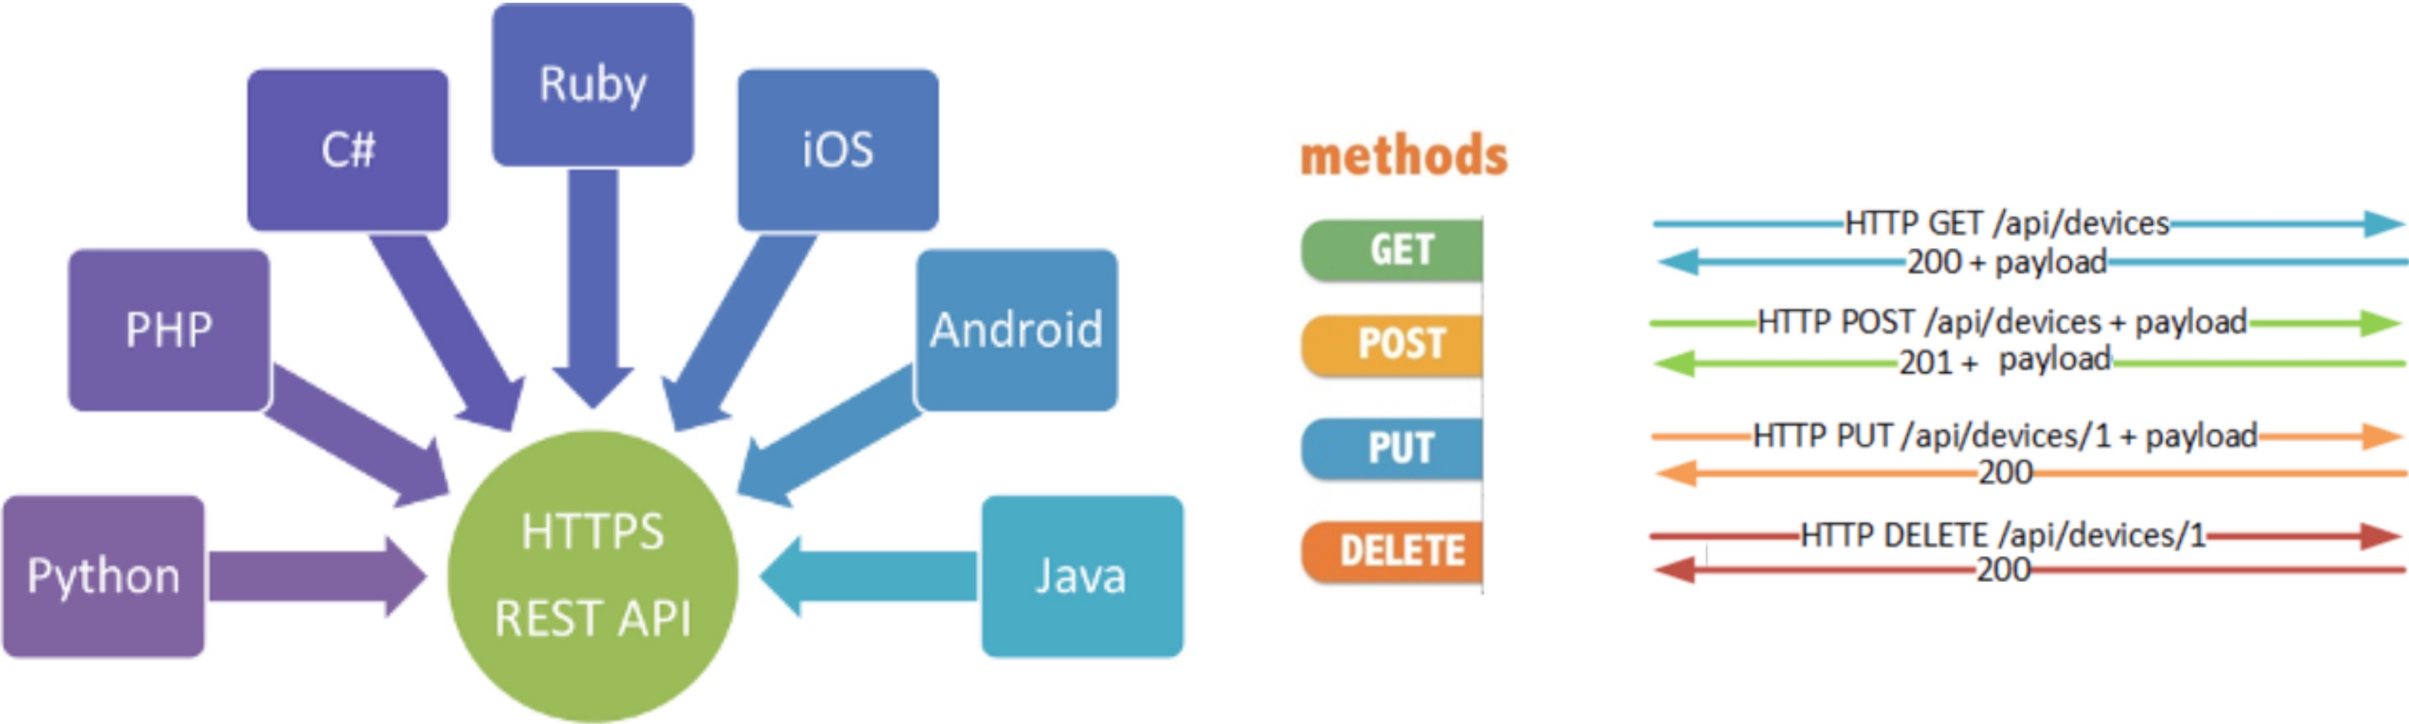 Ruby
C#
iOS
PHP
Android
Python
HTTPS
REST API
Java
methods
GET
POST
PUT
DELETE
HTTP GET /api/devices
200 + payload
HTTP POST /api/devices + payload
201 + payload
HTTP PUT /api/devices/1 + payload
200
HTTP DELETE /api/devices/1
200